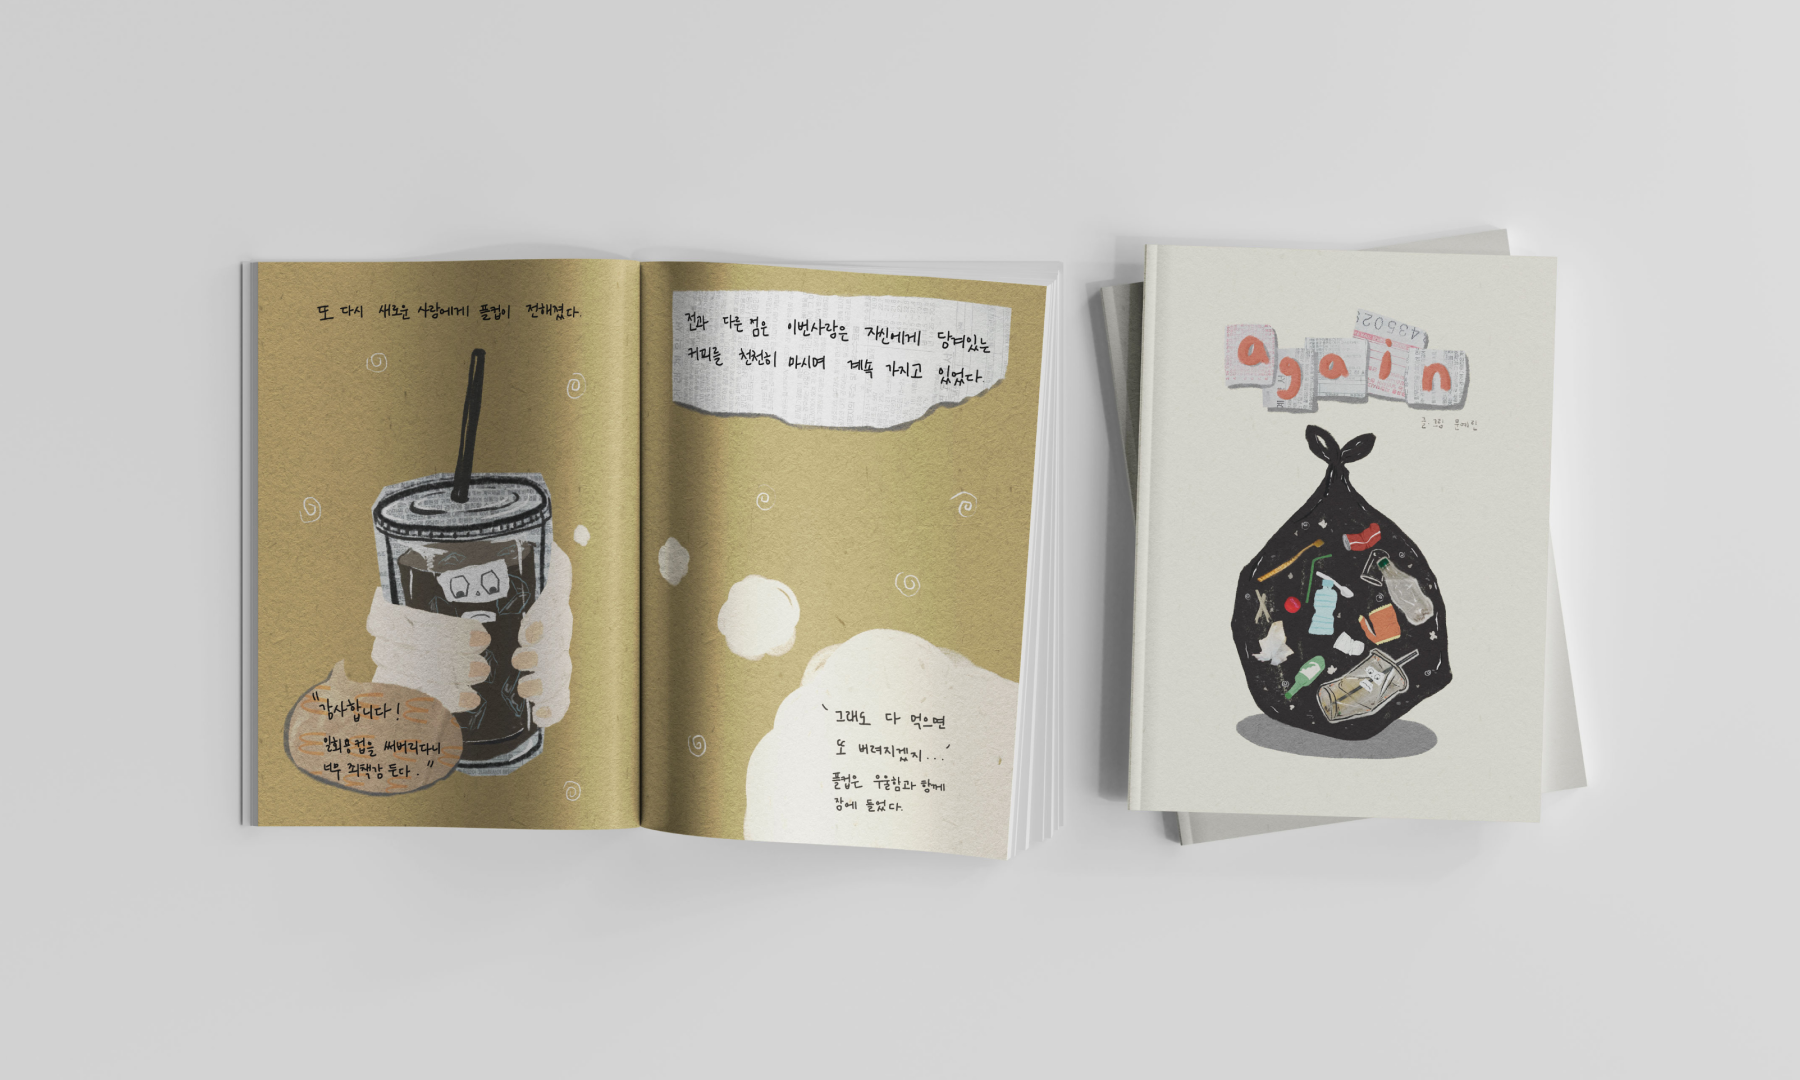 또 다시 새로운 사람에게 플컵이 전해졌다.
"감사합니다!
일회용컵을 써버리다니
너무 죄책감 든다."
전과 다른 점은 이번사람은 자신에게 담겨있는
커피를 천천히 마시며 계속 가지고 있었다.
'그래도 다 먹으면
또 버려지겠지...'
플컵은 우울함과 함께
잠에 들었다.
43502
again
글·그림